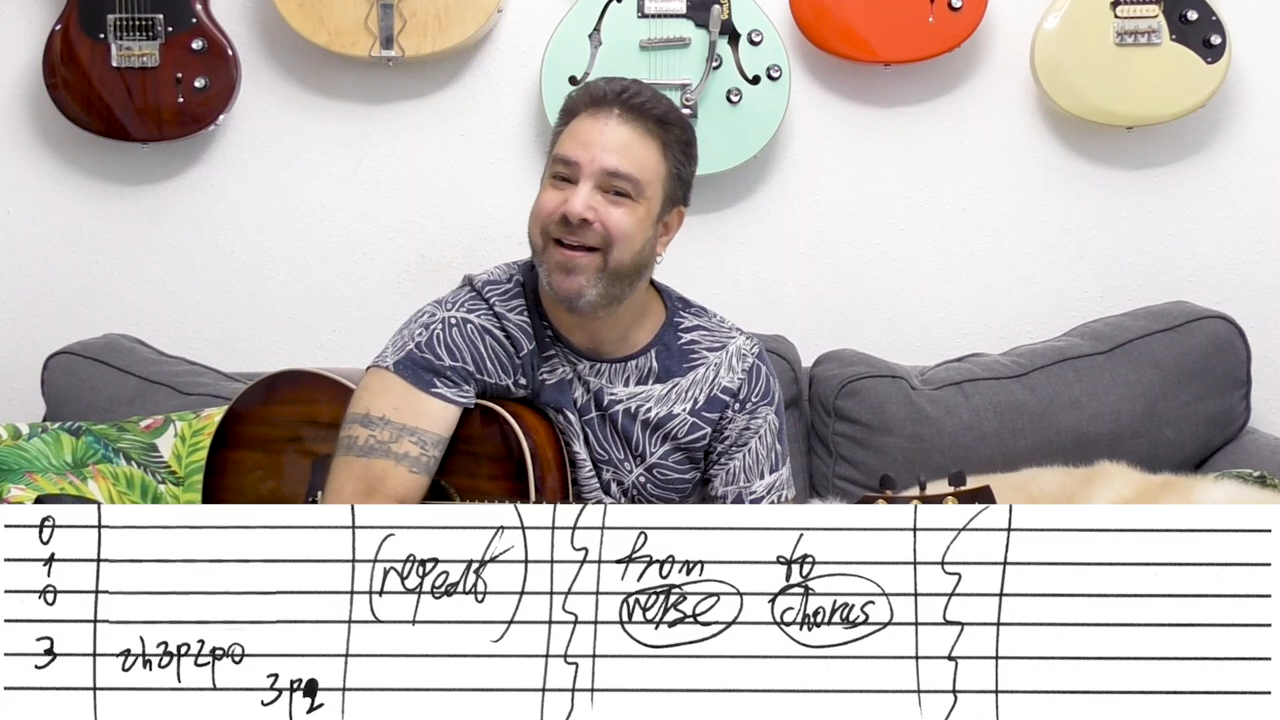 0
1
(repeat)
from to
0
verse chorus
3
2h3p2p0
3p2